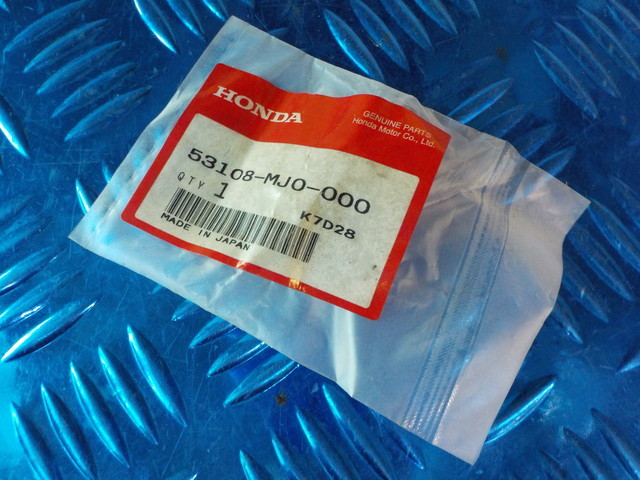 HONDA
GENUINE PARTS
Honda Motor Co., Ltd.
53108-MJ0-000
QTY 1
K7D28
MADE IN JAPAN